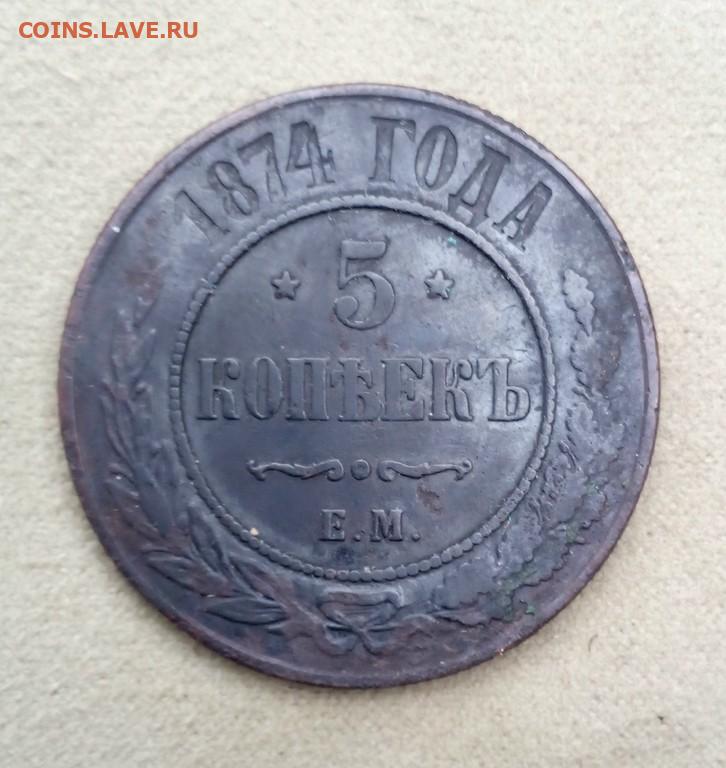 COINS.LAVE.RU
1874 ГОДА
5
КОПѢЕКЪ
Е.М.